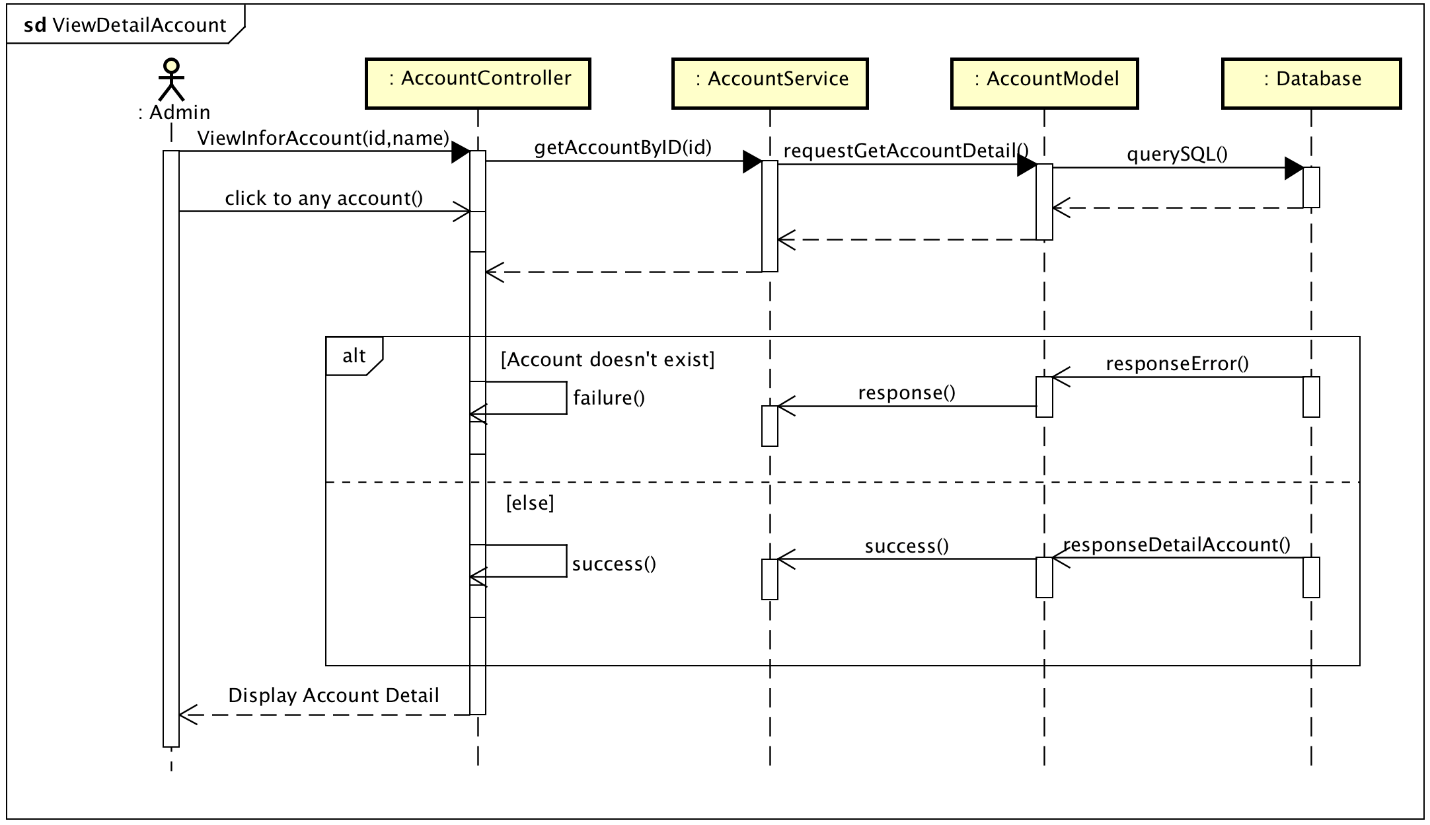 sd ViewDetailAccount
: Admin
: AccountController
: AccountService
: AccountModel
: Database
ViewInforAccount(id,name)
getAccountByID(id)
requestGetAccountDetail()
querySQL()
click to any account()
alt
[Account doesn't exist]
responseError()
failure()
response()
[else]
success()
success()
responseDetailAccount()
Display Account Detail